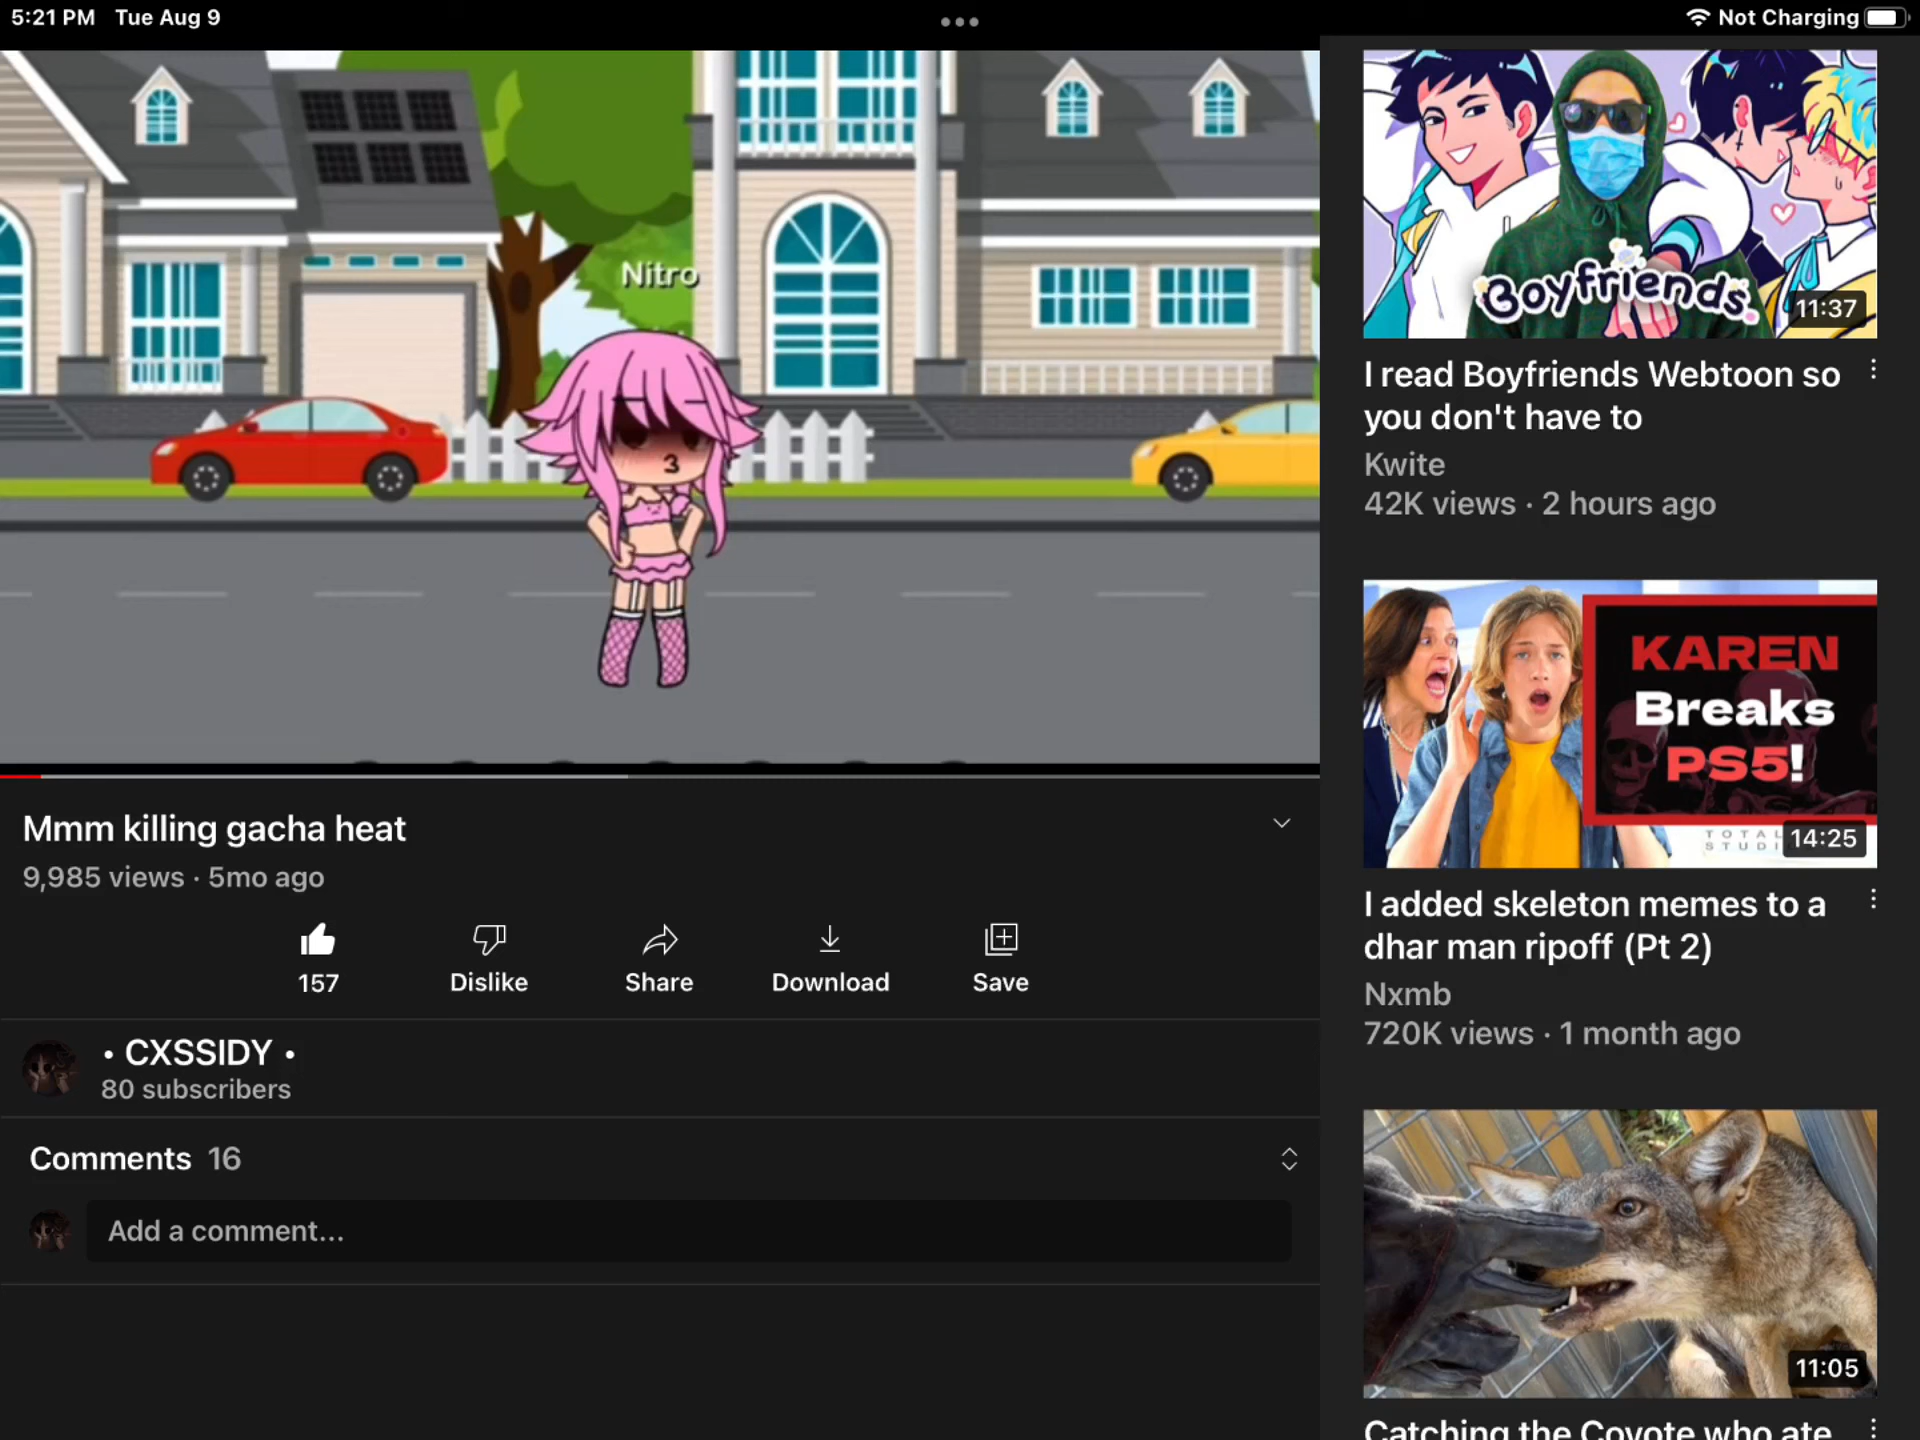 5:21 PM Tue Aug 9
Not Charging
Nitro
Mmm killing gacha heat
9,985 views · 5mo ago
157
Dislike
Share
Download
Save
• CXSSIDY •
80 subscribers
Comments 16
Add a comment...
Boyfriends.
11:37
I read Boyfriends Webtoon so
you don't have to
Kwite
42K views · 2 hours ago
KAREN
Breaks
PS5!
TOTAL
STUDI
14:25
I added skeleton memes to a
dhar man ripoff (Pt 2)
Nxmb
720K views · 1 month ago
11:05
Catching the Coyote who ate